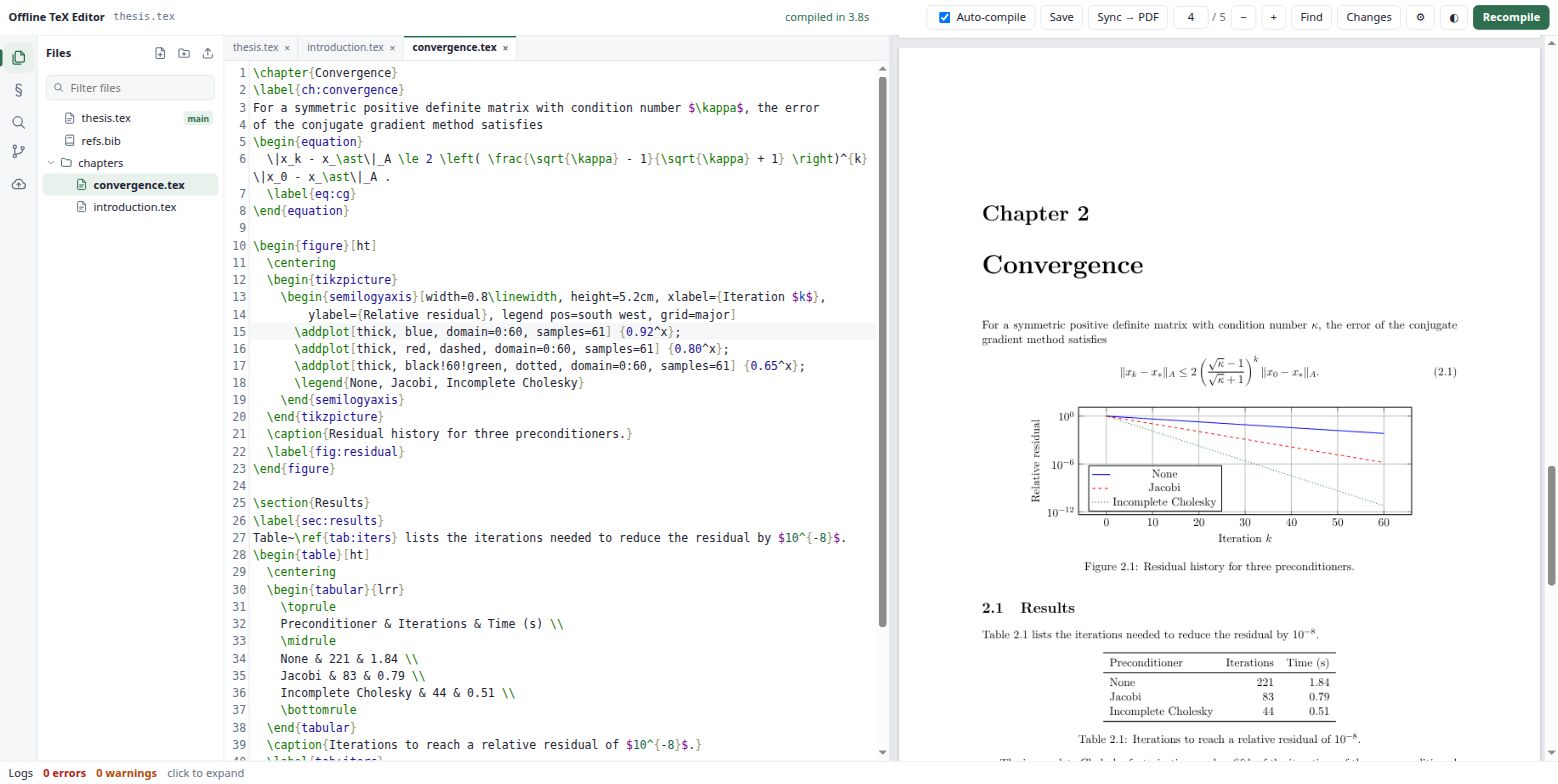 Offline TeX Editor thesis.tex compiled in 3.8s Auto-compile Save Sync → PDF 4 / 5 − + Find Changes Recompile
Files
Filter files
thesis.tex main
refs.bib
chapters
convergence.tex
introduction.tex
thesis.tex × introduction.tex × convergence.tex ×
1 \chapter{Convergence}
2 \label{ch:convergence}
3 For a symmetric positive definite matrix with condition number $\kappa$, the error
4 of the conjugate gradient method satisfies
5 \begin{equation}
6 \|x_k - x_\ast\|_A \le 2 \left( \frac{\sqrt{\kappa} - 1}{\sqrt{\kappa} + 1} \right)^{k}
\|x_0 - x_\ast\|_A .
7 \label{eq:cg}
8 \end{equation}
9
10 \begin{figure}[ht]
11 \centering
12 \begin{tikzpicture}
13 \begin{semilogyaxis}[width=0.8\linewidth, height=5.2cm, xlabel={Iteration $k$},
14 ylabel={Relative residual}, legend pos=south west, grid=major]
15 \addplot[thick, blue, domain=0:60, samples=61] {0.92^x};
16 \addplot[thick, red, dashed, domain=0:60, samples=61] {0.80^x};
17 \addplot[thick, black!60!green, dotted, domain=0:60, samples=61] {0.65^x};
18 \legend{None, Jacobi, Incomplete Cholesky}
19 \end{semilogyaxis}
20 \end{tikzpicture}
21 \caption{Residual history for three preconditioners.}
22 \label{fig:residual}
23 \end{figure}
24
25 \section{Results}
26 \label{sec:results}
27 Table~\ref{tab:iters} lists the iterations needed to reduce the residual by $10^{-8}$.
28 \begin{table}[ht]
29 \centering
30 \begin{tabular}{lrr}
31 \toprule
32 Preconditioner & Iterations & Time (s) \\
33 \midrule
34 None & 221 & 1.84 \\
35 Jacobi & 83 & 0.79 \\
36 Incomplete Cholesky & 44 & 0.51 \\
37 \bottomrule
38 \end{tabular}
39 \caption{Iterations to reach a relative residual of $10^{-8}$.}
Chapter 2
Convergence
For a symmetric positive definite matrix with condition number κ, the error of the conjugate
gradient method satisfies
‖x_k − x_*‖_A ≤ 2 ((√κ − 1)/(√κ + 1))^k ‖x_0 − x_*‖_A. (2.1)
Relative residual
10^0
10^−6
10^−12
None
Jacobi
Incomplete Cholesky
0 10 20 30 40 50 60
Iteration k
Figure 2.1: Residual history for three preconditioners.
2.1 Results
Table 2.1 lists the iterations needed to reduce the residual by 10^−8.
Preconditioner Iterations Time (s)
None 221 1.84
Jacobi 83 0.79
Incomplete Cholesky 44 0.51
Table 2.1: Iterations to reach a relative residual of 10^−8.
Logs 0 errors 0 warnings click to expand